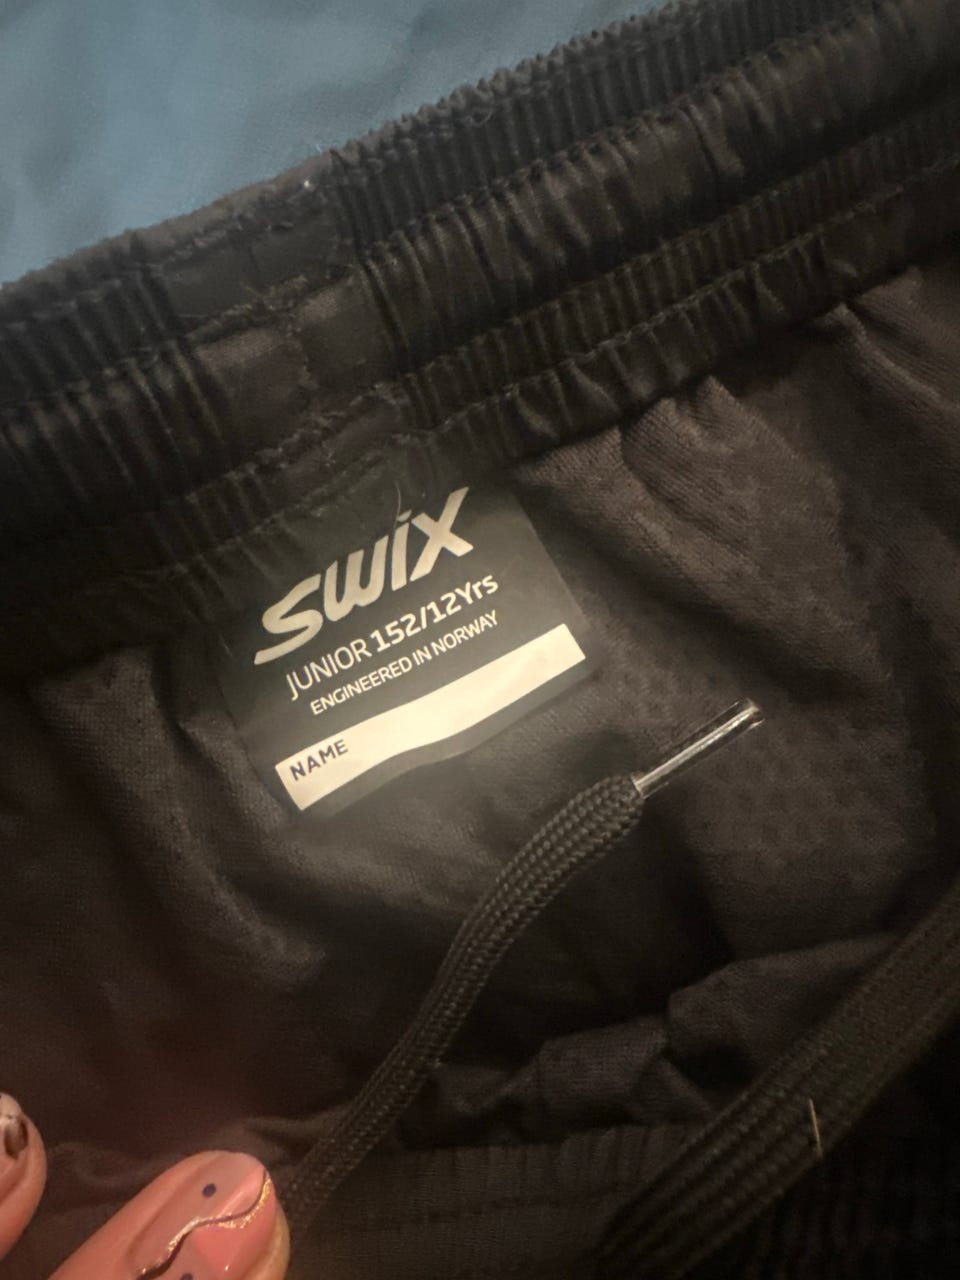 swix
JUNIOR 152/12Yrs
ENGINEERED IN NORWAY
NAME